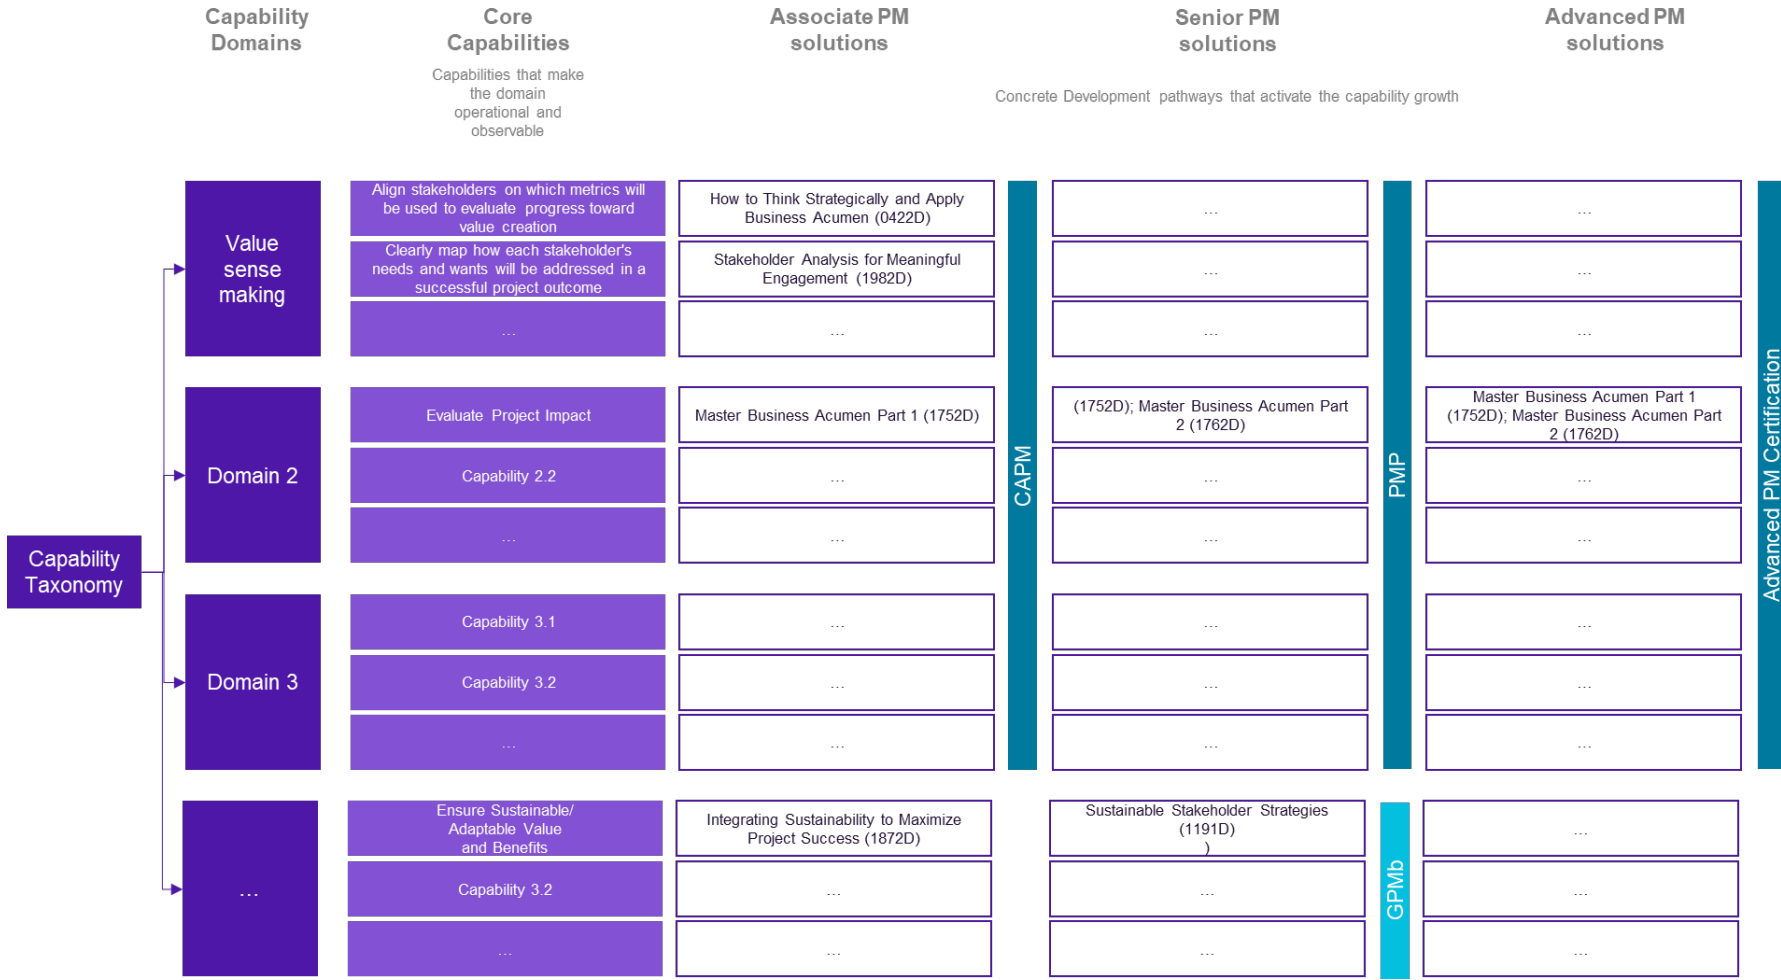 Capability
Domains
Core
Capabilities
Associate PM
solutions
Senior PM
solutions
Advanced PM
solutions
Capabilities that make
the domain
operational and
observable
Concrete Development pathways that activate the capability growth
Capability
Taxonomy
Value
sense
making
Align stakeholders on which metrics will
be used to evaluate progress toward
value creation
How to Think Strategically and Apply
Business Acumen (0422D)
...
...
Clearly map how each stakeholder's
needs and wants will be addressed in a
successful project outcome
Stakeholder Analysis for Meaningful
Engagement (1982D)
...
...
...
...
...
...
Domain 2
Evaluate Project Impact
Master Business Acumen Part 1 (1752D)
(1752D); Master Business Acumen Part
2 (1762D)
Master Business Acumen Part 1
(1752D); Master Business Acumen Part
2 (1762D)
Capability 2.2
...
...
...
...
...
...
...
Domain 3
Capability 3.1
...
...
...
Capability 3.2
...
...
...
...
...
...
...
CAPM
PMP
Advanced PM Certification
...
Ensure Sustainable/
Adaptable Value
and Benefits
Integrating Sustainability to Maximize
Project Success (1872D)
Sustainable Stakeholder Strategies
(1191D)
)
...
Capability 3.2
...
...
...
...
...
...
...
GPMb